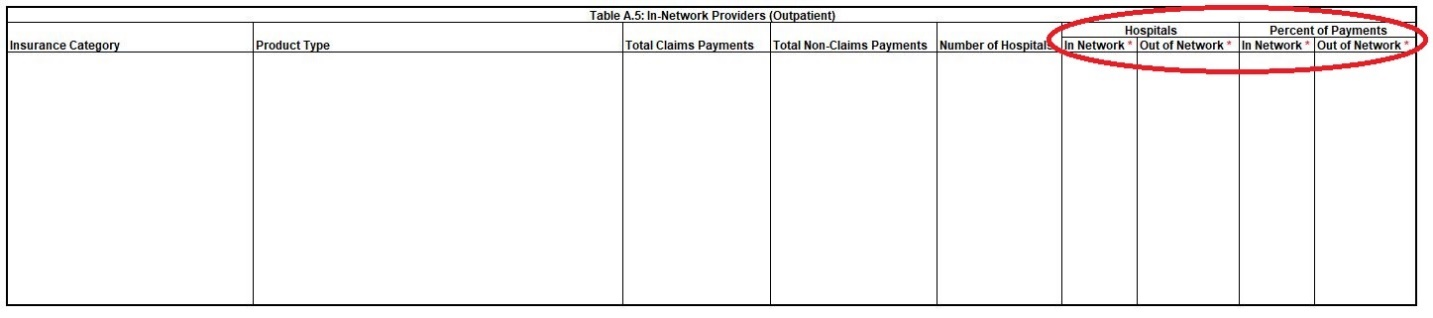 Table A.5: In-Network Providers (Outpatient)
Hospitals Percent of Payments
Insurance Category Product Type Total Claims Payments Total Non-Claims Payments Number of Hospitals In Network * Out of Network * In Network * Out of Network *